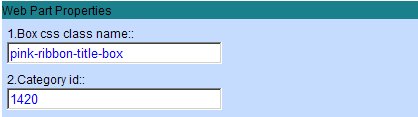 Web Part Properties
1.Box css class name::
pink-ribbon-title-box
2.Category id::
1420